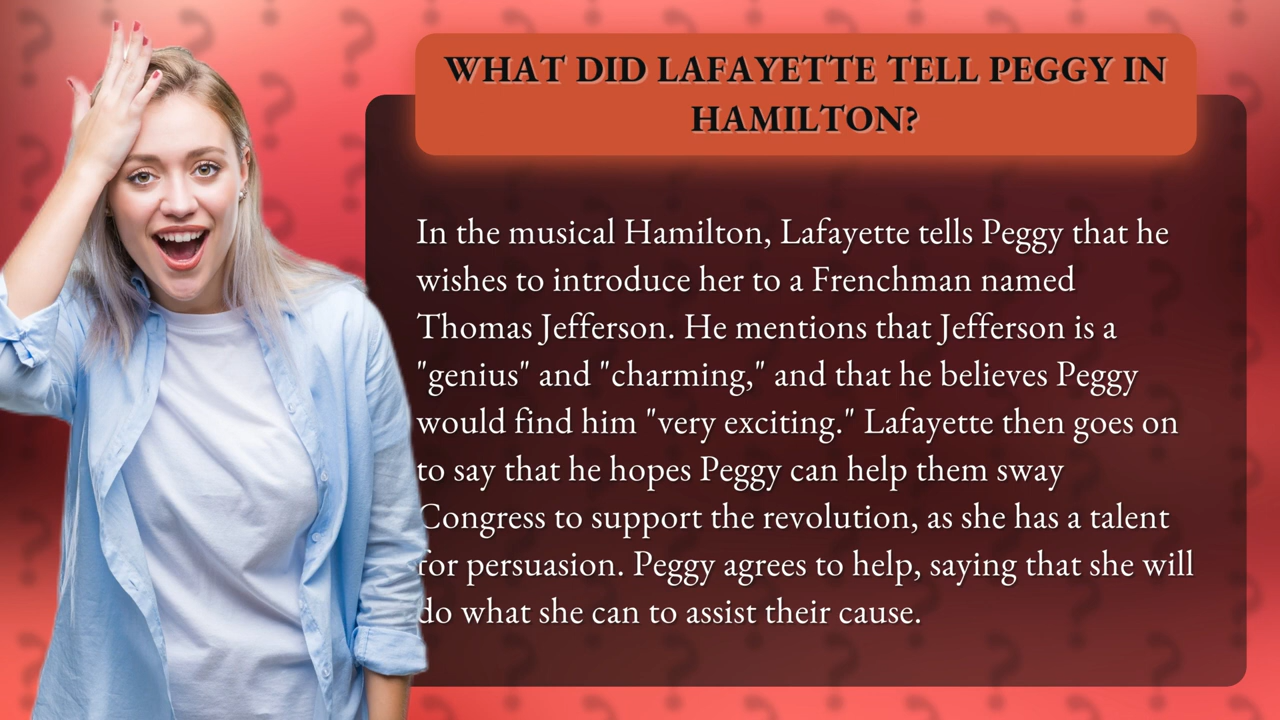 WHAT DID LAFAYETTE TELL PEGGY IN
HAMILTON?
In the musical Hamilton, Lafayette tells Peggy that he
wishes to introduce her to a Frenchman named
Thomas Jefferson. He mentions that Jefferson is a
"genius" and "charming," and that he believes Peggy
would find him "very exciting." Lafayette then goes on
to say that he hopes Peggy can help them sway
Congress to support the revolution, as she has a talent
for persuasion. Peggy agrees to help, saying that she will
do what she can to assist their cause.